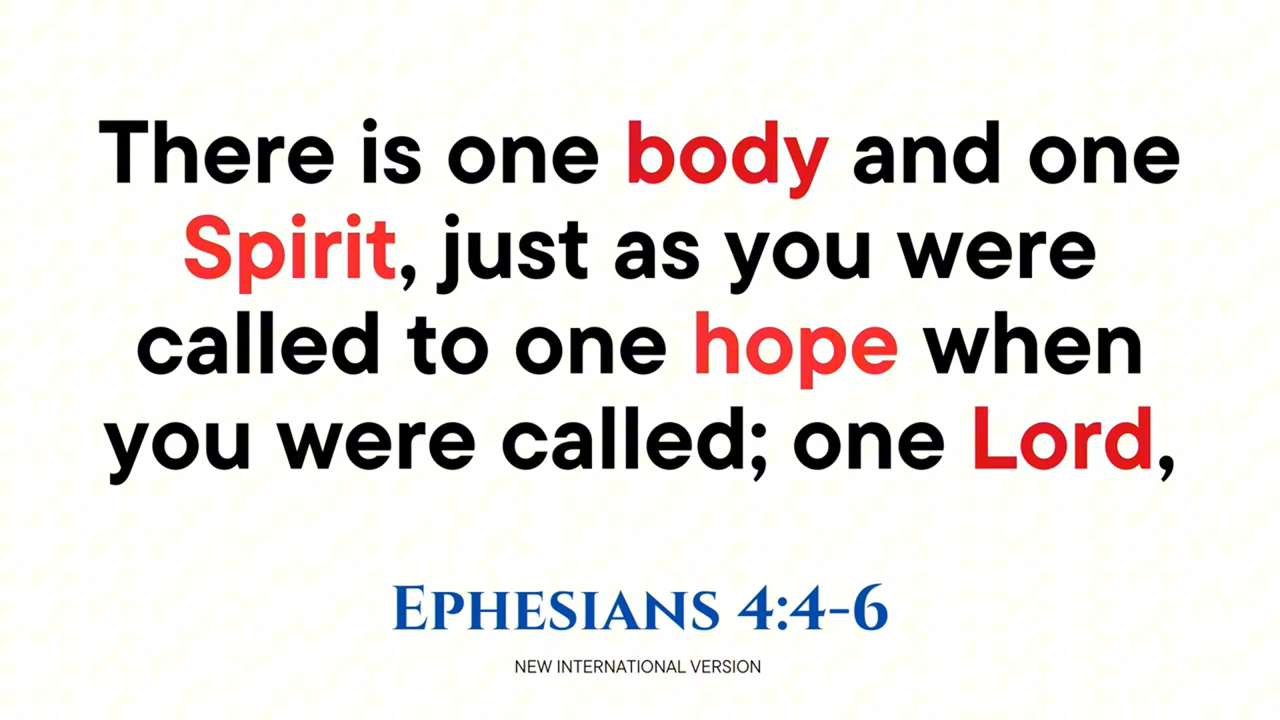 There is one body and one
Spirit, just as you were
called to one hope when
you were called; one Lord,
EPHESIANS 4:4-6
NEW INTERNATIONAL VERSION